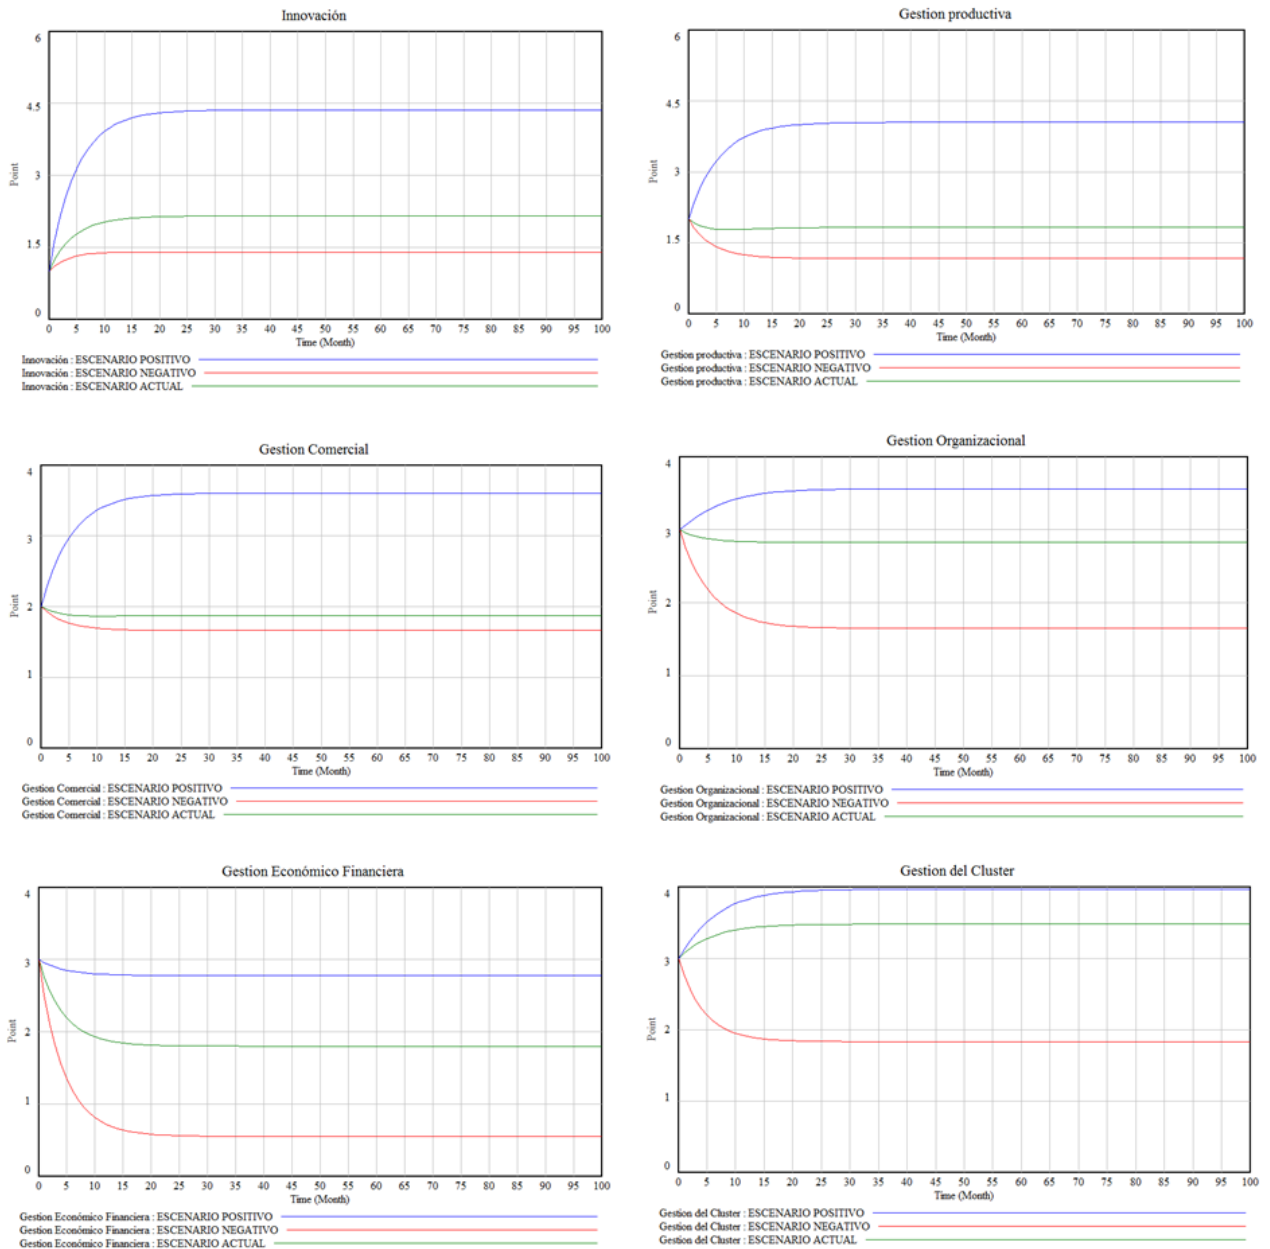 Innovación
6
4.5
3
1.5
0
Point
0 5 10 15 20 25 30 35 40 45 50 55 60 65 70 75 80 85 90 95 100
Time (Month)
Innovación : ESCENARIO POSITIVO
Innovación : ESCENARIO NEGATIVO
Innovación : ESCENARIO ACTUAL
Gestion productiva
6
4.5
3
1.5
0
Point
0 5 10 15 20 25 30 35 40 45 50 55 60 65 70 75 80 85 90 95 100
Time (Month)
Gestion productiva : ESCENARIO POSITIVO
Gestion productiva : ESCENARIO NEGATIVO
Gestion productiva : ESCENARIO ACTUAL
Gestion Comercial
4
3
2
1
0
Point
0 5 10 15 20 25 30 35 40 45 50 55 60 65 70 75 80 85 90 95 100
Time (Month)
Gestion Comercial : ESCENARIO POSITIVO
Gestion Comercial : ESCENARIO NEGATIVO
Gestion Comercial : ESCENARIO ACTUAL
Gestion Organizacional
4
3
2
1
0
Point
0 5 10 15 20 25 30 35 40 45 50 55 60 65 70 75 80 85 90 95 100
Time (Month)
Gestion Organizacional : ESCENARIO POSITIVO
Gestion Organizacional : ESCENARIO NEGATIVO
Gestion Organizacional : ESCENARIO ACTUAL
Gestion Económico Financiera
4
3
2
1
0
Point
0 5 10 15 20 25 30 35 40 45 50 55 60 65 70 75 80 85 90 95 100
Time (Month)
Gestion Económico Financiera : ESCENARIO POSITIVO
Gestion Económico Financiera : ESCENARIO NEGATIVO
Gestion Económico Financiera : ESCENARIO ACTUAL
Gestion del Cluster
4
3
2
1
0
Point
0 5 10 15 20 25 30 35 40 45 50 55 60 65 70 75 80 85 90 95 100
Time (Month)
Gestion del Cluster : ESCENARIO POSITIVO
Gestion del Cluster : ESCENARIO NEGATIVO
Gestion del Cluster : ESCENARIO ACTUAL